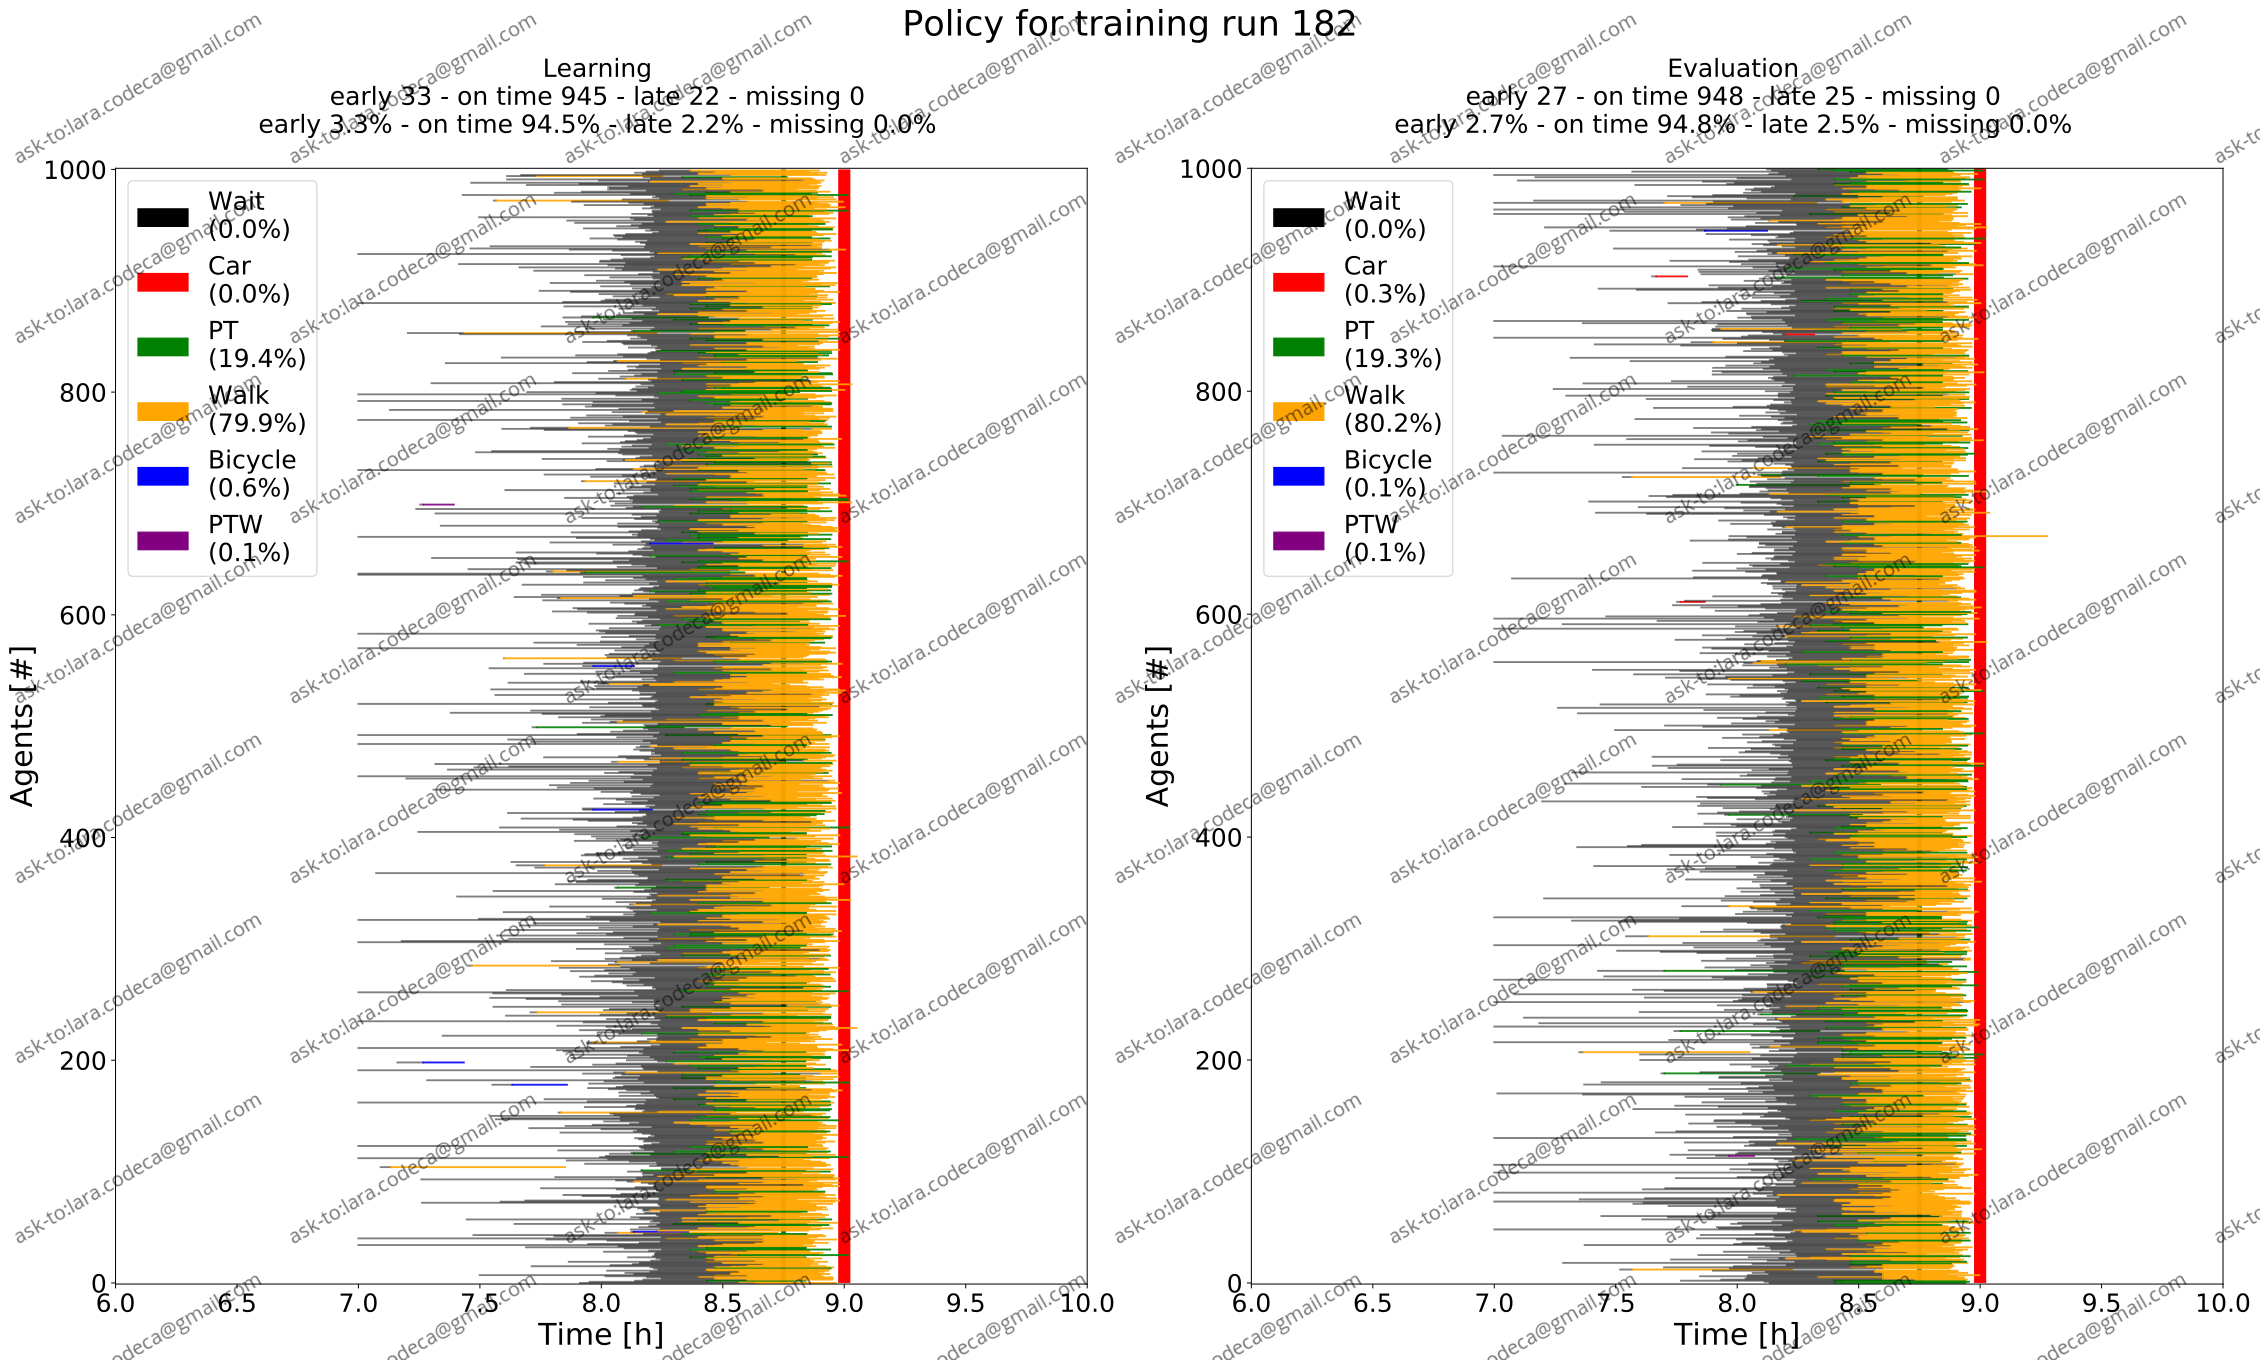 Policy for training run 182
Learning
early 33 - on time 945 - late 22 - missing 0
early 3.3% - on time 94.5% - late 2.2% - missing 0.0%
Wait
(0.0%)
Car
(0.0%)
PT
(19.4%)
Walk
(79.9%)
Bicycle
(0.6%)
PTW
(0.1%)
1000
800
600
400
200
0
Agents [#]
6.0 6.5 7.0 7.5 8.0 8.5 9.0 9.5 10.0
Time [h]
Evaluation
early 27 - on time 948 - late 25 - missing 0
early 2.7% - on time 94.8% - late 2.5% - missing 0.0%
Wait
(0.0%)
Car
(0.3%)
PT
(19.3%)
Walk
(80.2%)
Bicycle
(0.1%)
PTW
(0.1%)
1000
800
600
400
200
0
Agents [#]
6.0 6.5 7.0 7.5 8.0 8.5 9.0 9.5 10.0
Time [h]
ask-to:lara.codeca@gmail.com